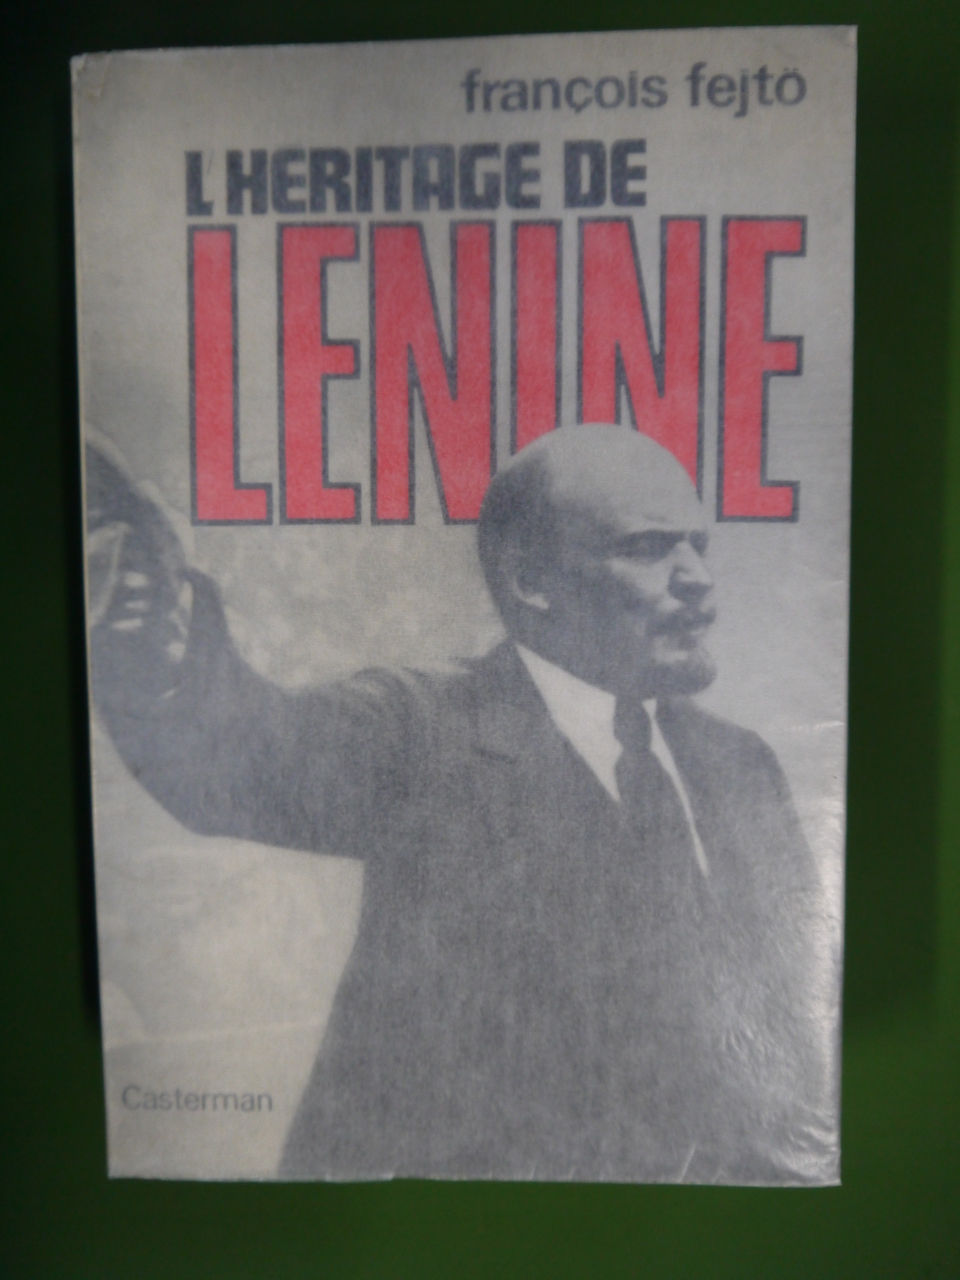 françois fejtö
L'HERITAGE DE
LENINE
Casterman